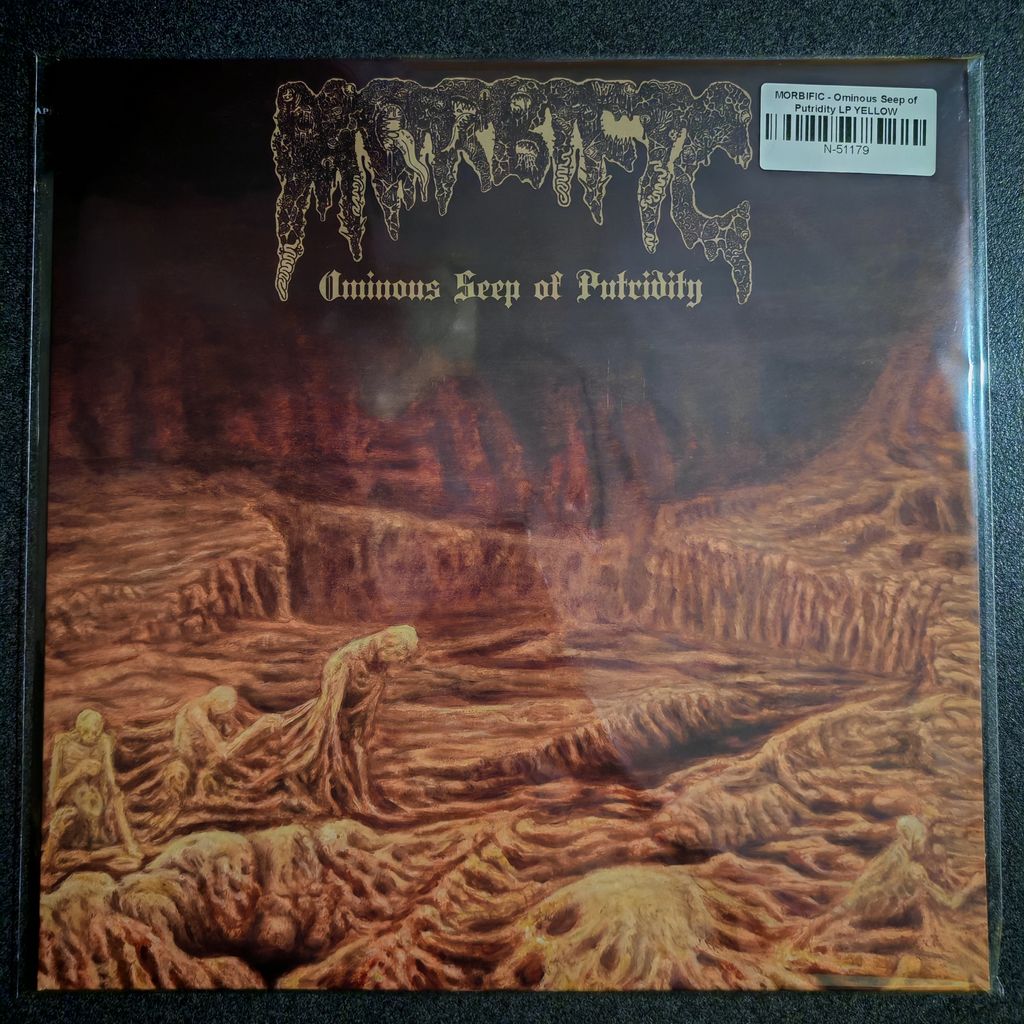 MORBIFIC
MORBIFIC - Ominous Seep of
Putridity LP YELLOW
N-51179
Ominous Seep of Putridity